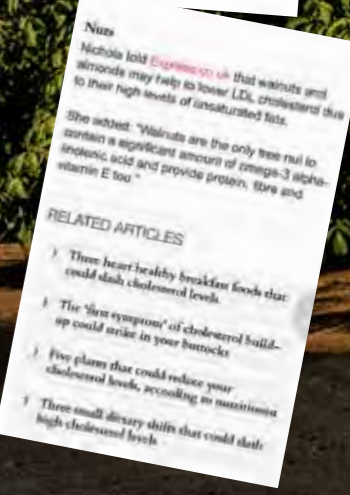 Nuts
Nichola told Express.co.uk that walnuts and
almonds may help to lower LDL cholesterol due
to their high levels of unsaturated fats.
She added: "Walnuts are the only tree nut to
contain a significant amount of omega-3 alpha-
linolenic acid and provide protein, fibre and
vitamin E too."
RELATED ARTICLES
Three heart healthy breakfast foods that
could slash cholesterol levels
The 'first symptom' of cholesterol build-
up could strike in your buttocks
Five plants that could reduce your
cholesterol levels, according to nutritionist
Three small dietary shifts that could slash
high cholesterol levels